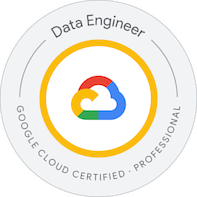 Data Engineer
GOOGLE CLOUD CERTIFIED · PROFESSIONAL